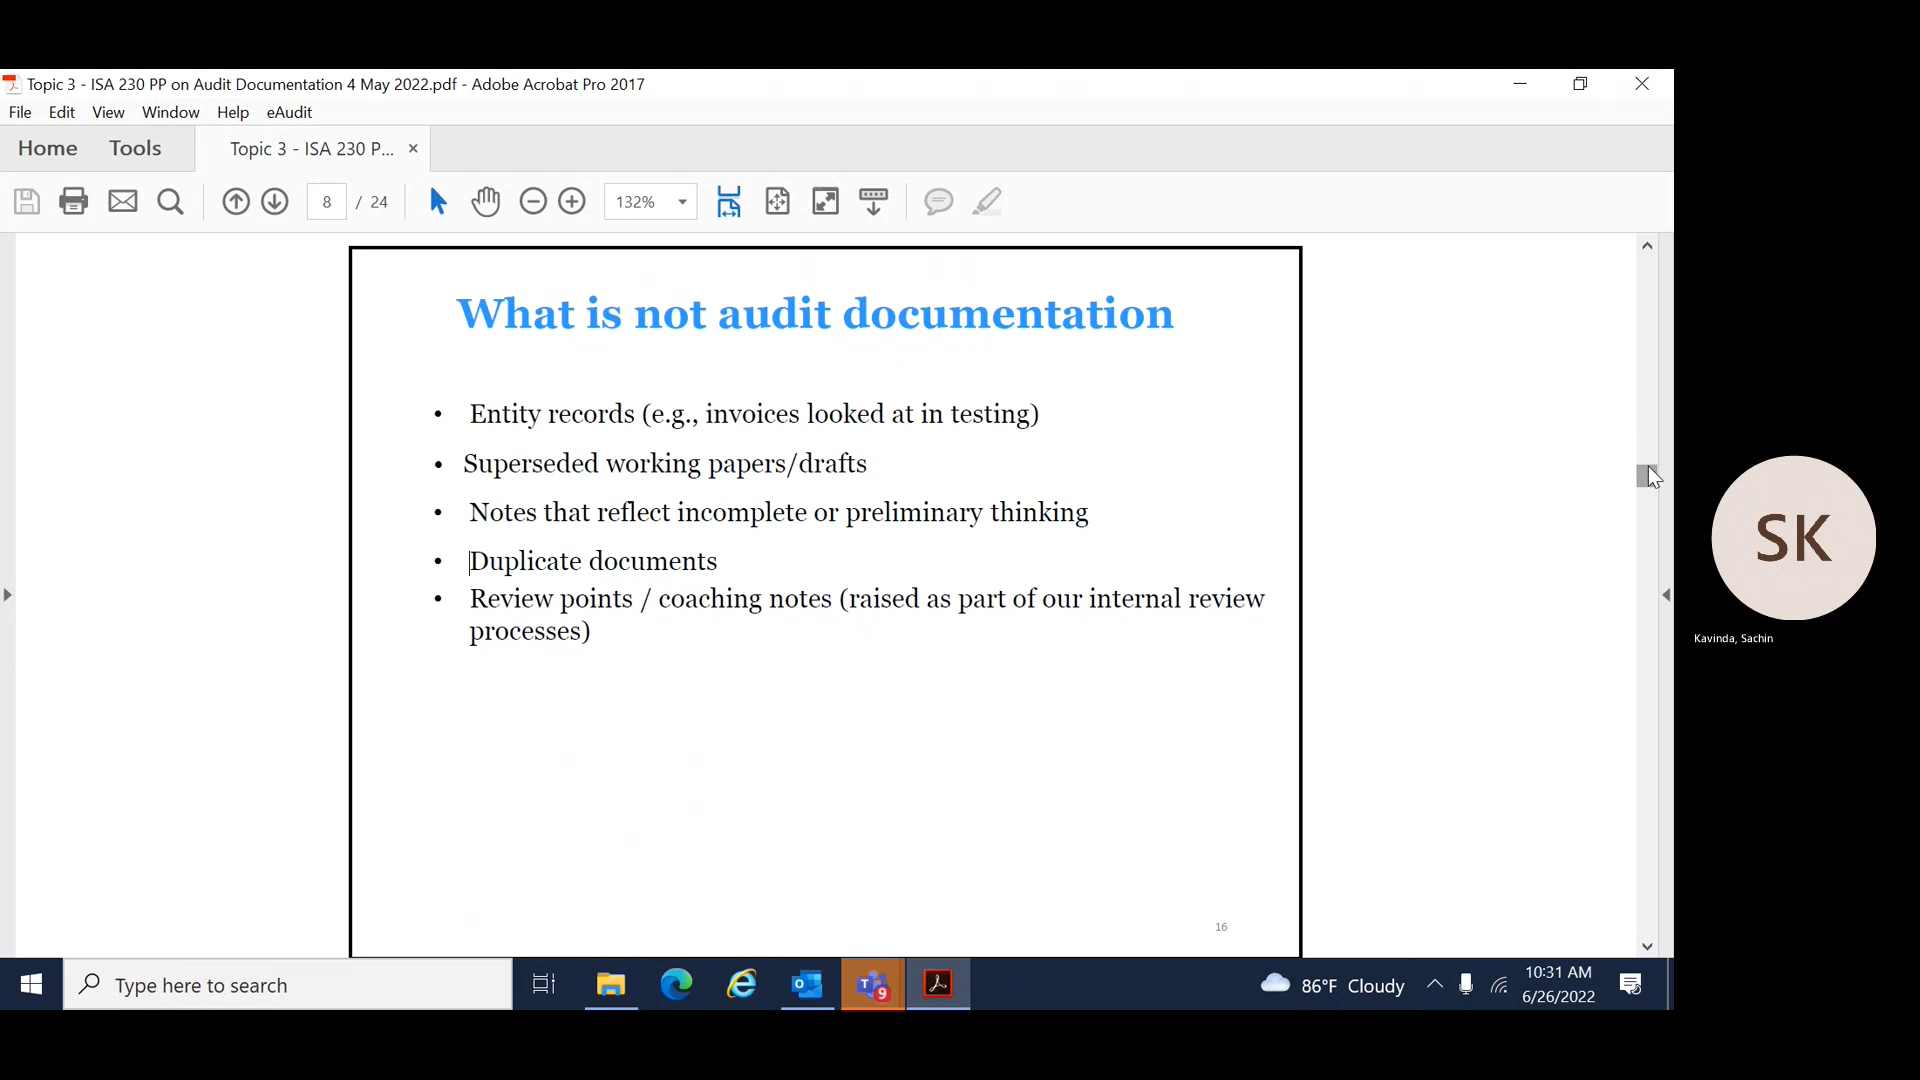 Topic 3 - ISA 230 PP on Audit Documentation 4 May 2022.pdf - Adobe Acrobat Pro 2017
File Edit View Window Help eAudit
Home Tools Topic 3 - ISA 230 P... ×
8 / 24 132%
What is not audit documentation
• Entity records (e.g., invoices looked at in testing)
• Superseded working papers/drafts
• Notes that reflect incomplete or preliminary thinking
• Duplicate documents
• Review points / coaching notes (raised as part of our internal review
processes)
16
SK
Kavinda, Sachin
Type here to search
9
86°F Cloudy
10:31 AM
6/26/2022